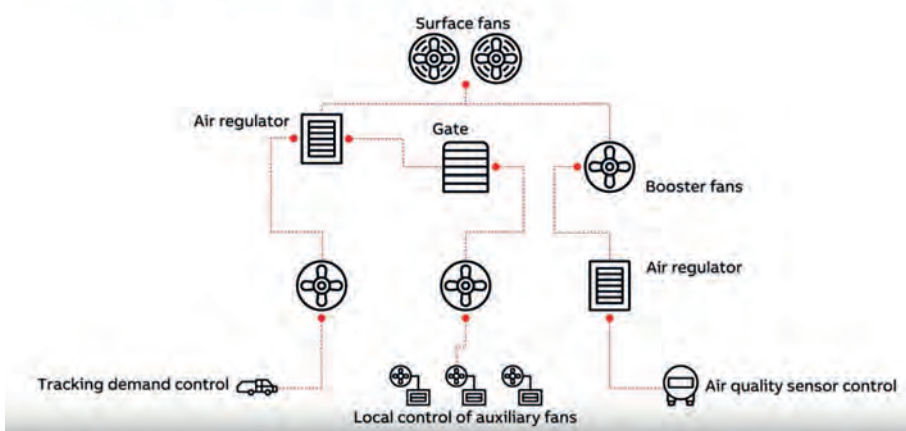 Surface fans
Air regulator
Gate
Booster fans
Air regulator
Tracking demand control
Air quality sensor control
Local control of auxiliary fans